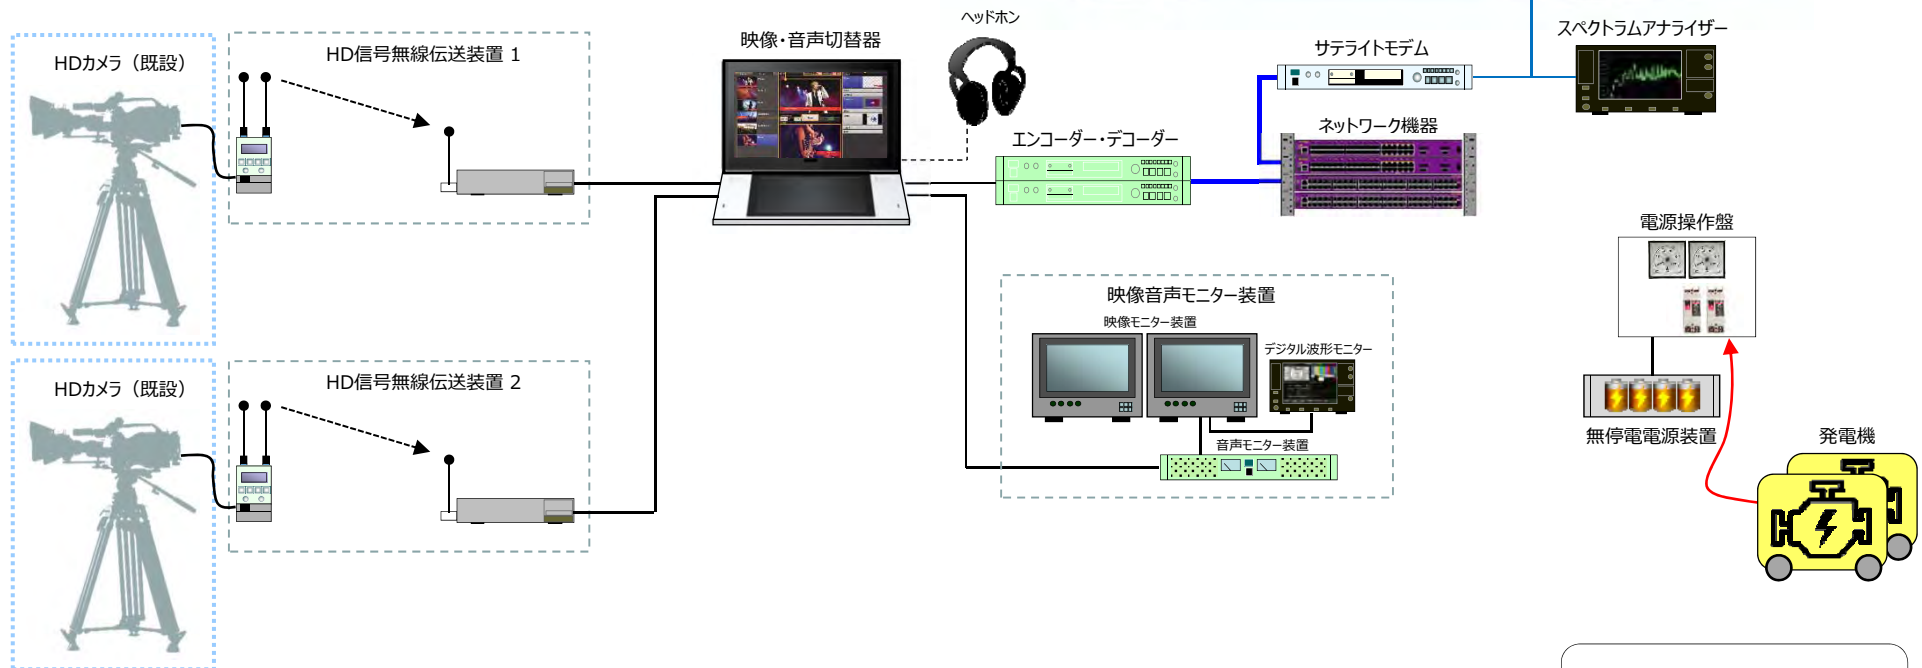 ヘッドホン
スペクトラムアナライザー
HDカメラ（既設）
HD信号無線伝送装置 1
映像・音声切替器
サテライトモデム
エンコーダー・デコーダー
ネットワーク機器
電源操作盤
映像音声モニター装置
映像モニター装置
デジタル波形モニター
HDカメラ（既設）
HD信号無線伝送装置 2
音声モニター装置
無停電電源装置
発電機